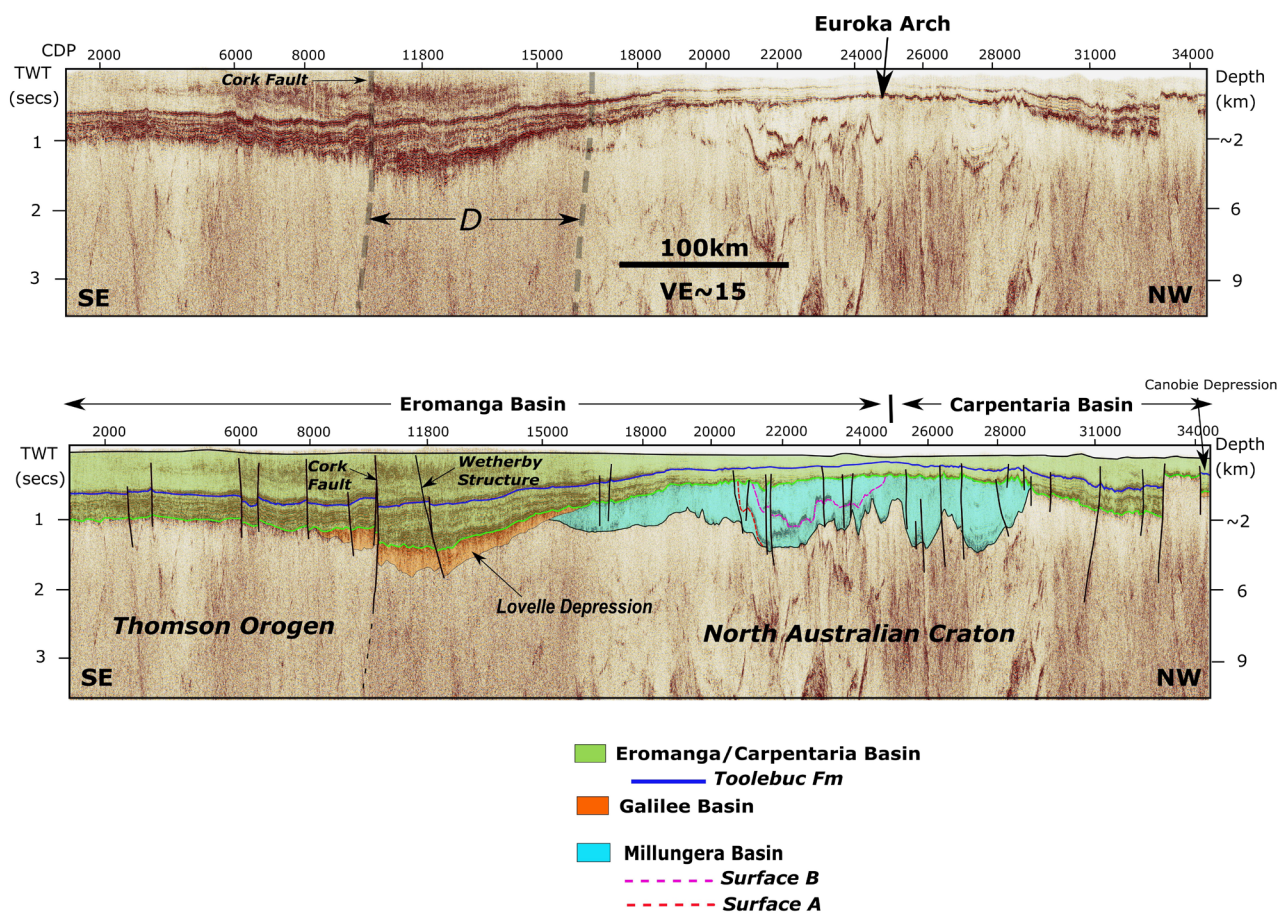 Euroka Arch
CDP 2000 6000 8000 11800 15000 18000 20000 22000 24000 26000 28000 31000 34000
TWT
(secs)
Cork Fault
Depth
(km)
1
~2
2
6
D
100km
3
9
SE
VE~15
NW
Canobie Depression
Eromanga Basin
Carpentaria Basin
2000 6000 8000 11800 15000 18000 20000 22000 24000 26000 28000 31000 34000
TWT
(secs)
Depth
(km)
Cork
Fault
Wetherby
Structure
1
~2
2
6
Lovelle Depression
Thomson Orogen
North Australian Craton
3
9
SE
NW
Eromanga/Carpentaria Basin
Toolebuc Fm
Galilee Basin
Millungera Basin
Surface B
Surface A